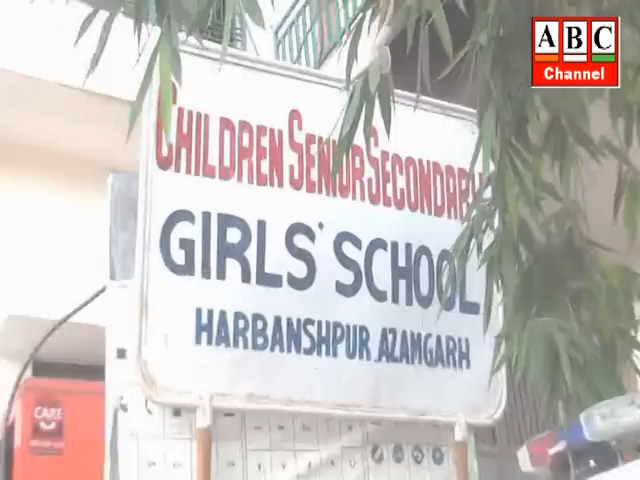 ABC
Channel
CHILDREN SENIOR SECONDARY
GIRLS' SCHOOL
HARBANSHPUR AZAMGARH
CARE